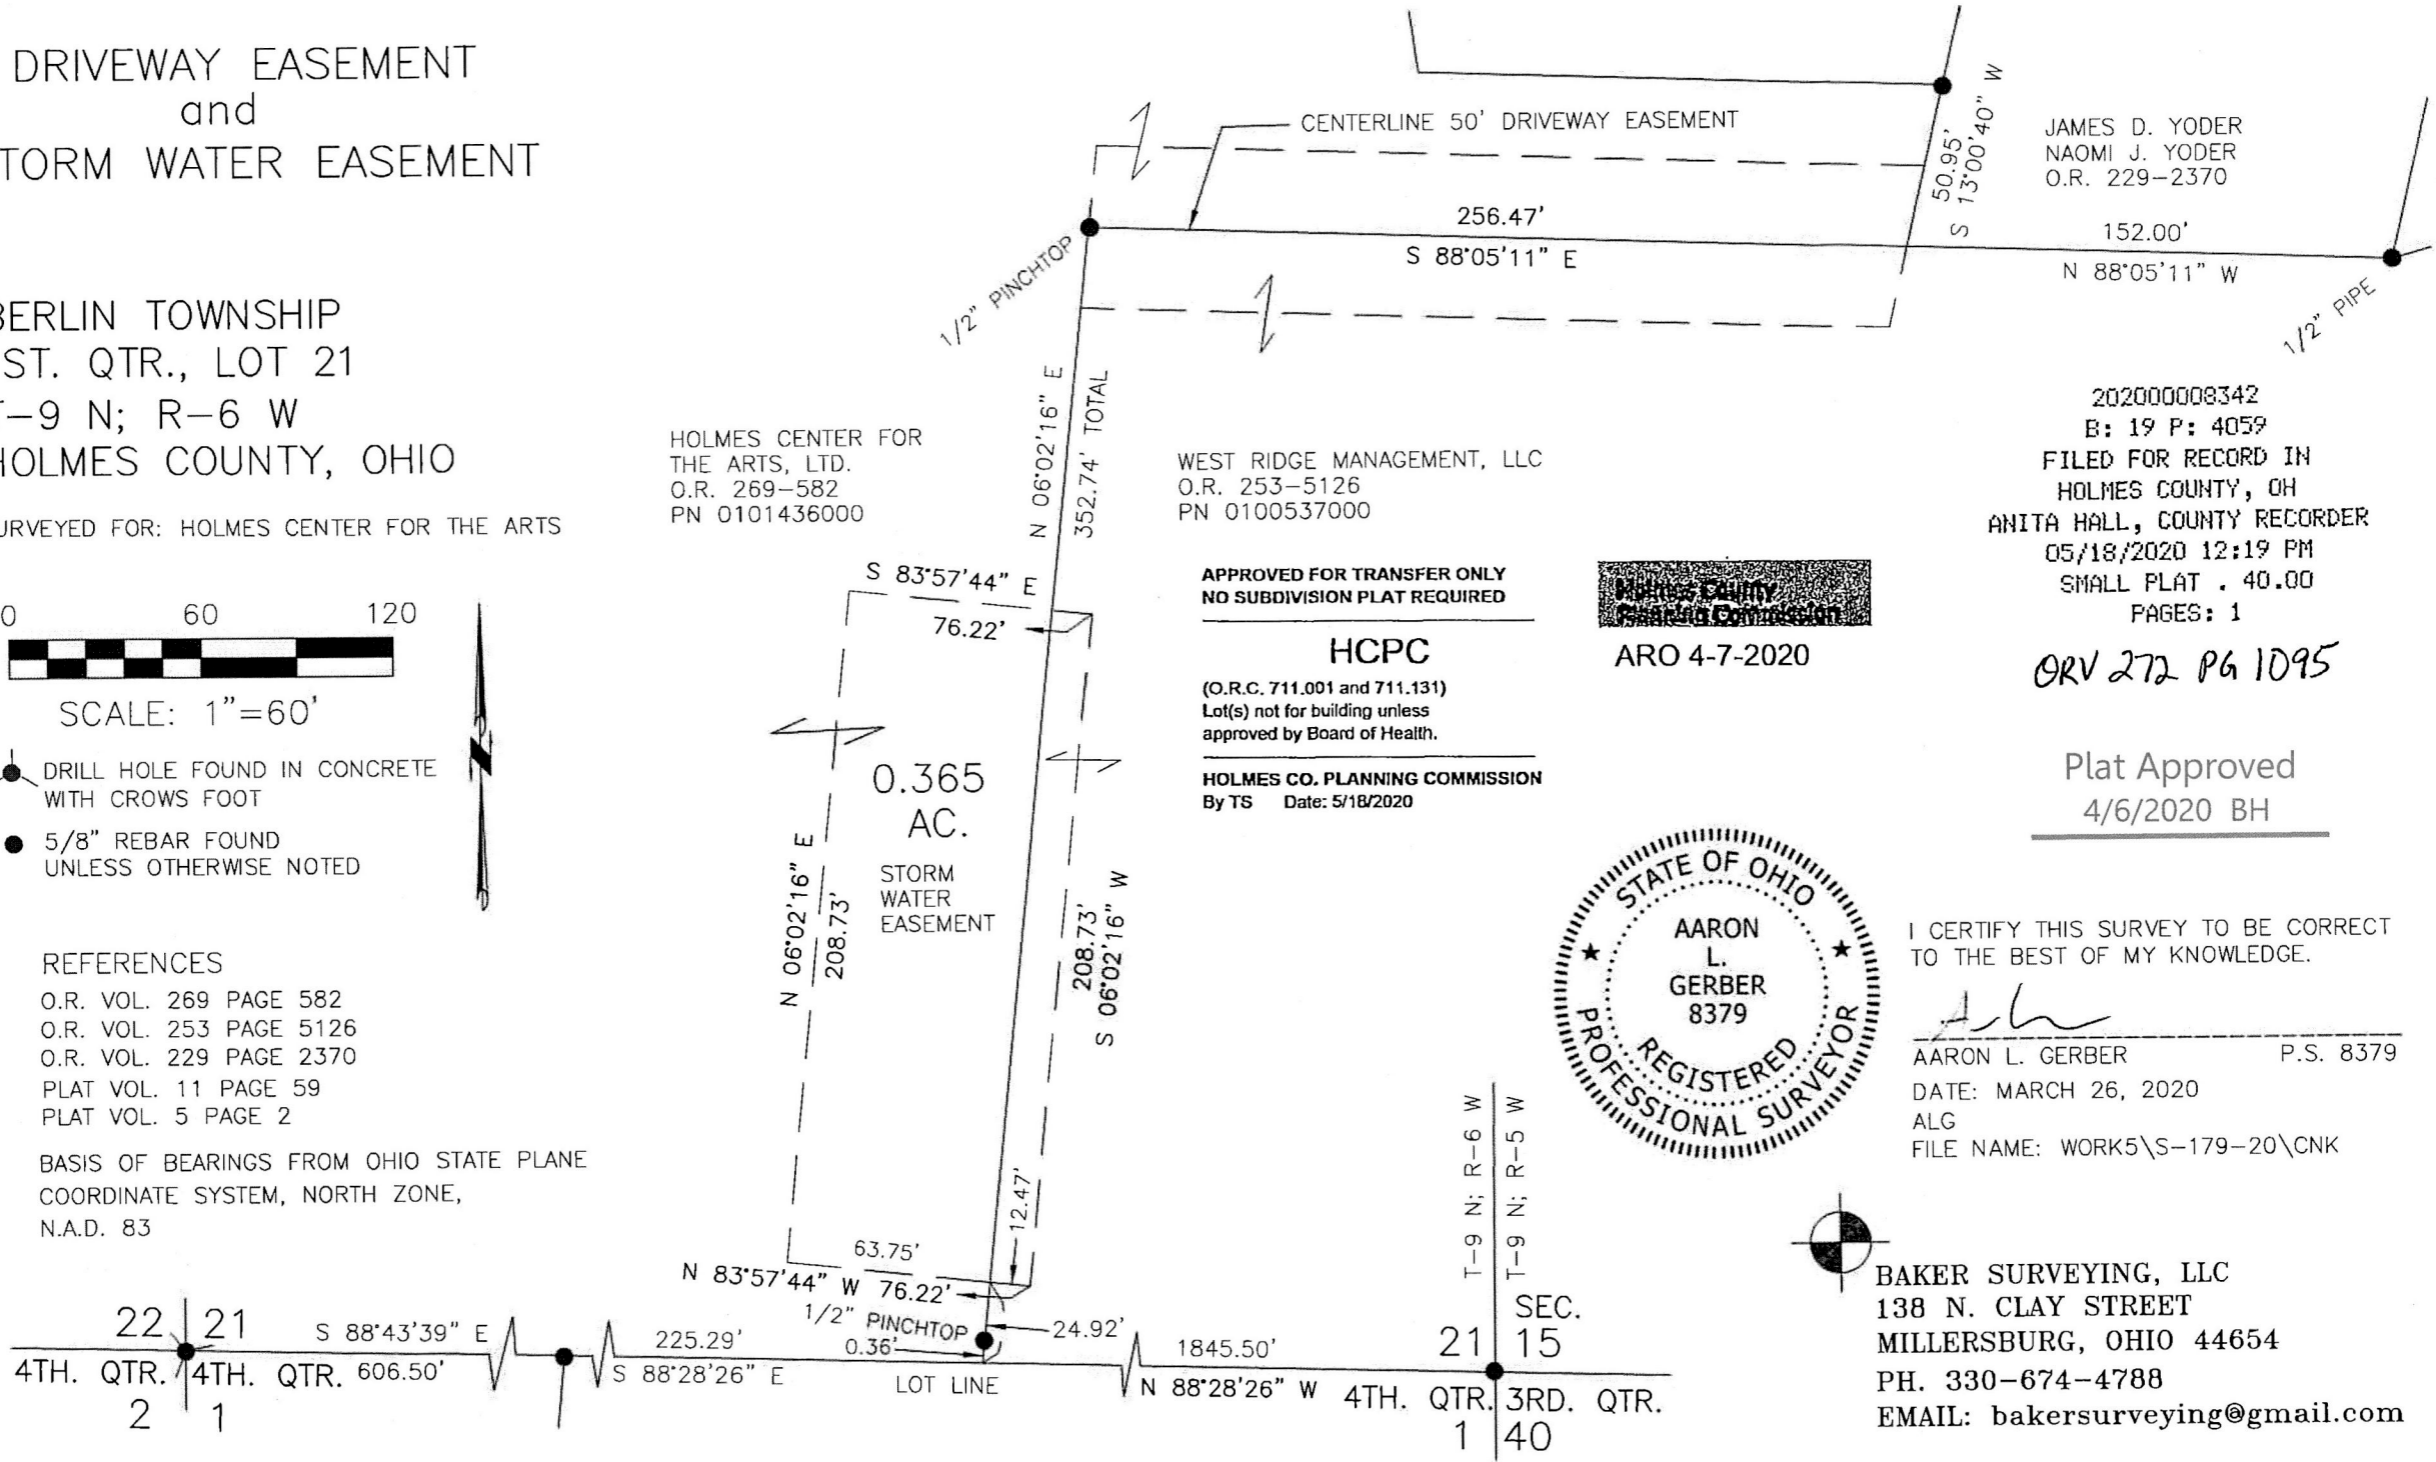 DRIVEWAY EASEMENT
and
TORM WATER EASEMENT
BERLIN TOWNSHIP
ST. QTR., LOT 21
T-9 N; R-6 W
HOLMES COUNTY, OHIO
URVEYED FOR: HOLMES CENTER FOR THE ARTS
0 60 120
SCALE: 1"=60'
DRILL HOLE FOUND IN CONCRETE
WITH CROWS FOOT
5/8" REBAR FOUND
UNLESS OTHERWISE NOTED
REFERENCES
O.R. VOL. 269 PAGE 582
O.R. VOL. 253 PAGE 5126
O.R. VOL. 229 PAGE 2370
PLAT VOL. 11 PAGE 59
PLAT VOL. 5 PAGE 2
BASIS OF BEARINGS FROM OHIO STATE PLANE
COORDINATE SYSTEM, NORTH ZONE,
N.A.D. 83
CENTERLINE 50' DRIVEWAY EASEMENT
256.47'
S 88°05'11" E
50.95'
S 13°00'40" W
JAMES D. YODER
NAOMI J. YODER
O.R. 229-2370
152.00'
N 88°05'11" W
1/2" PINCHTOP
1/2" PIPE
N 06°02'16" E
352.74' TOTAL
HOLMES CENTER FOR
THE ARTS, LTD.
O.R. 269-582
PN 0101436000
WEST RIDGE MANAGEMENT, LLC
O.R. 253-5126
PN 0100537000
S 83°57'44" E
76.22'
0.365
AC.
STORM
WATER
EASEMENT
N 06°02'16" E
208.73'
208.73'
S 06°02'16" W
12.47'
63.75'
N 83°57'44" W 76.22'
1/2" PINCHTOP
0.36'
24.92'
APPROVED FOR TRANSFER ONLY
NO SUBDIVISION PLAT REQUIRED
HCPC
(O.R.C. 711.001 and 711.131)
Lot(s) not for building unless
approved by Board of Health.
HOLMES CO. PLANNING COMMISSION
By TS Date: 5/18/2020
Holmes County
Planning Commission
ARO 4-7-2020
202000008342
B: 19 P: 4059
FILED FOR RECORD IN
HOLMES COUNTY, OH
ANITA HALL, COUNTY RECORDER
05/18/2020 12:19 PM
SMALL PLAT . 40.00
PAGES: 1
ORV 272 PG 1095
Plat Approved
4/6/2020 BH
STATE OF OHIO
AARON
L.
GERBER
8379
REGISTERED
PROFESSIONAL SURVEYOR
I CERTIFY THIS SURVEY TO BE CORRECT
TO THE BEST OF MY KNOWLEDGE.
AARON L. GERBER P.S. 8379
DATE: MARCH 26, 2020
ALG
FILE NAME: WORK5\S-179-20\CNK
BAKER SURVEYING, LLC
138 N. CLAY STREET
MILLERSBURG, OHIO 44654
PH. 330-674-4788
EMAIL: bakersurveying@gmail.com
T-9 N; R-6 W
T-9 N; R-5 W
22 21
S 88°43'39" E
4TH. QTR. 4TH. QTR. 606.50'
2 1
225.29'
S 88°28'26" E
LOT LINE
1845.50'
N 88°28'26" W
SEC.
21 15
4TH. QTR. 3RD. QTR.
1 40